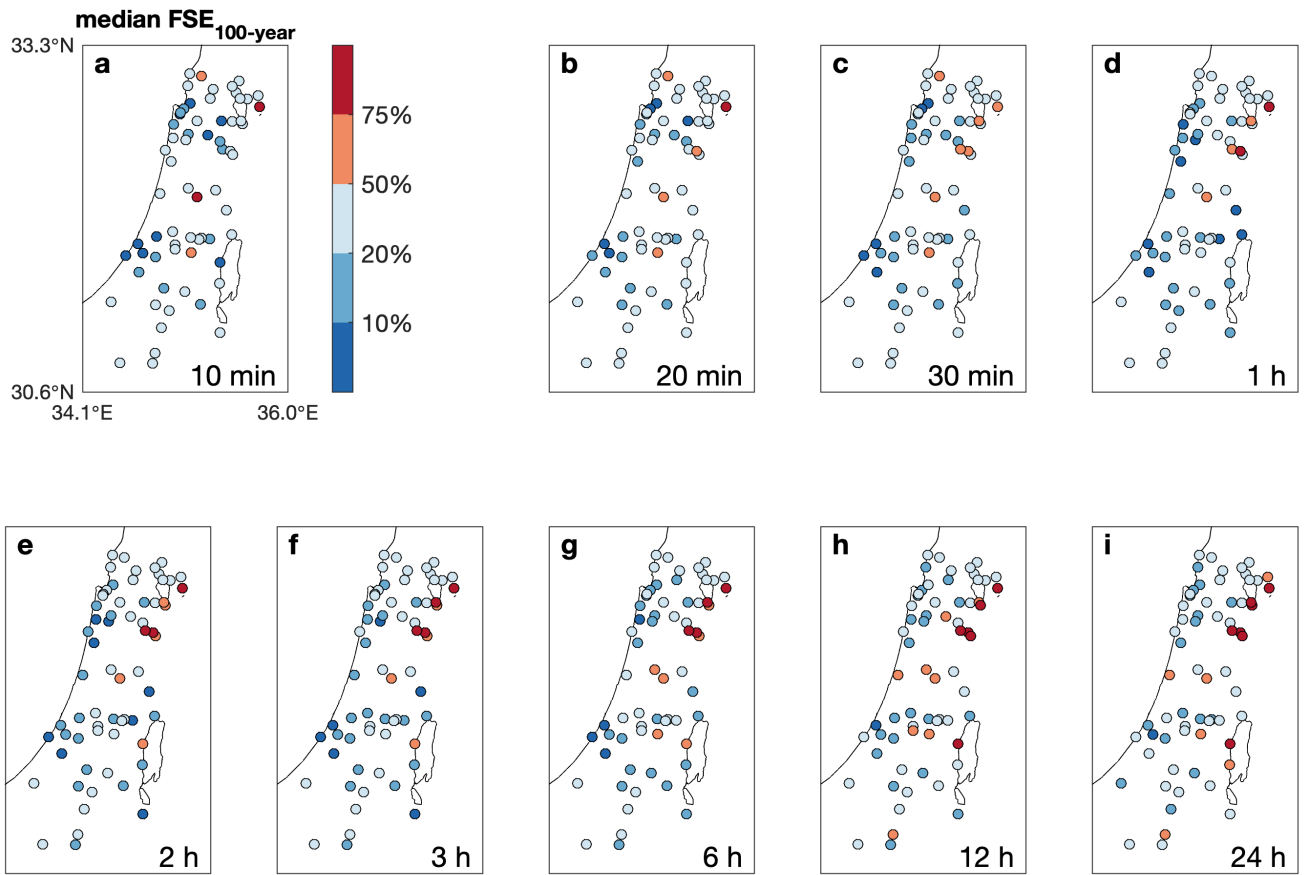 median FSE100-year
33.3°N
a
75%
50%
20%
10%
10 min
30.6°N
34.1°E
36.0°E
b
20 min
c
30 min
d
1 h
e
2 h
f
3 h
g
6 h
h
12 h
i
24 h